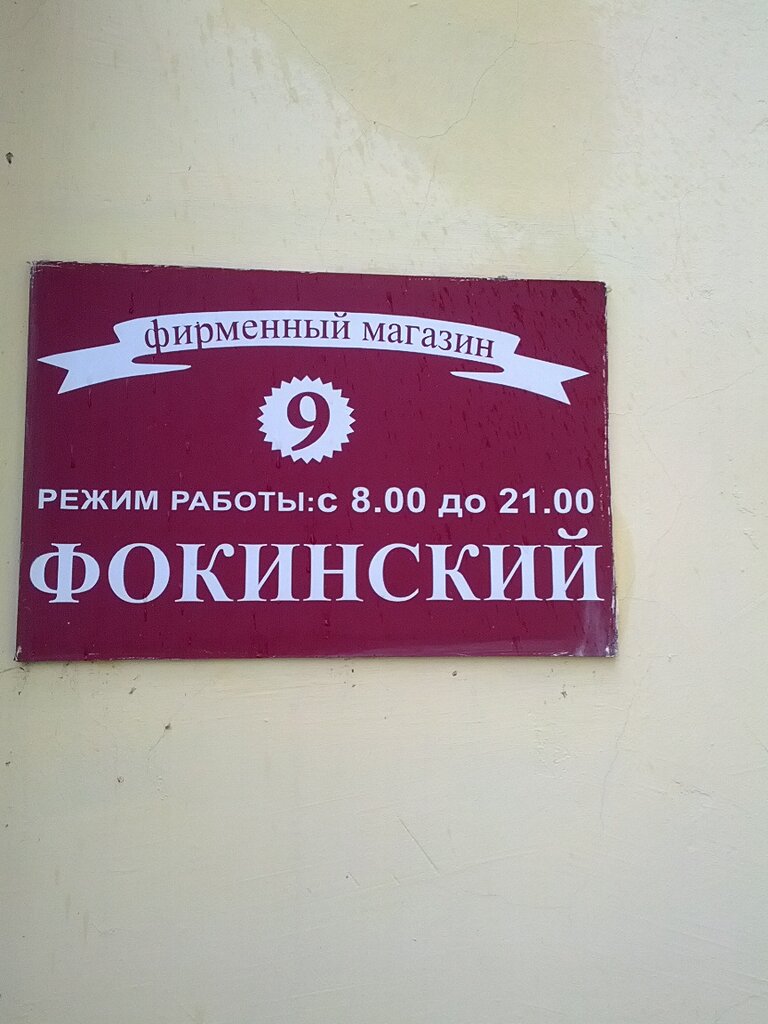 фирменный магазин
9
РЕЖИМ РАБОТЫ:с 8.00 до 21.00
ФОКИНСКИЙ